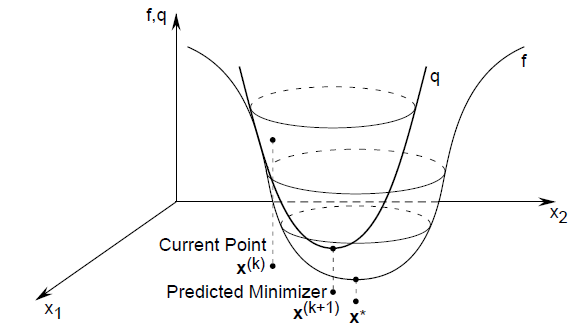 f,q
f
q
x2
Current Point
x(k)
Predicted Minimizer
x(k+1)
x*
x1